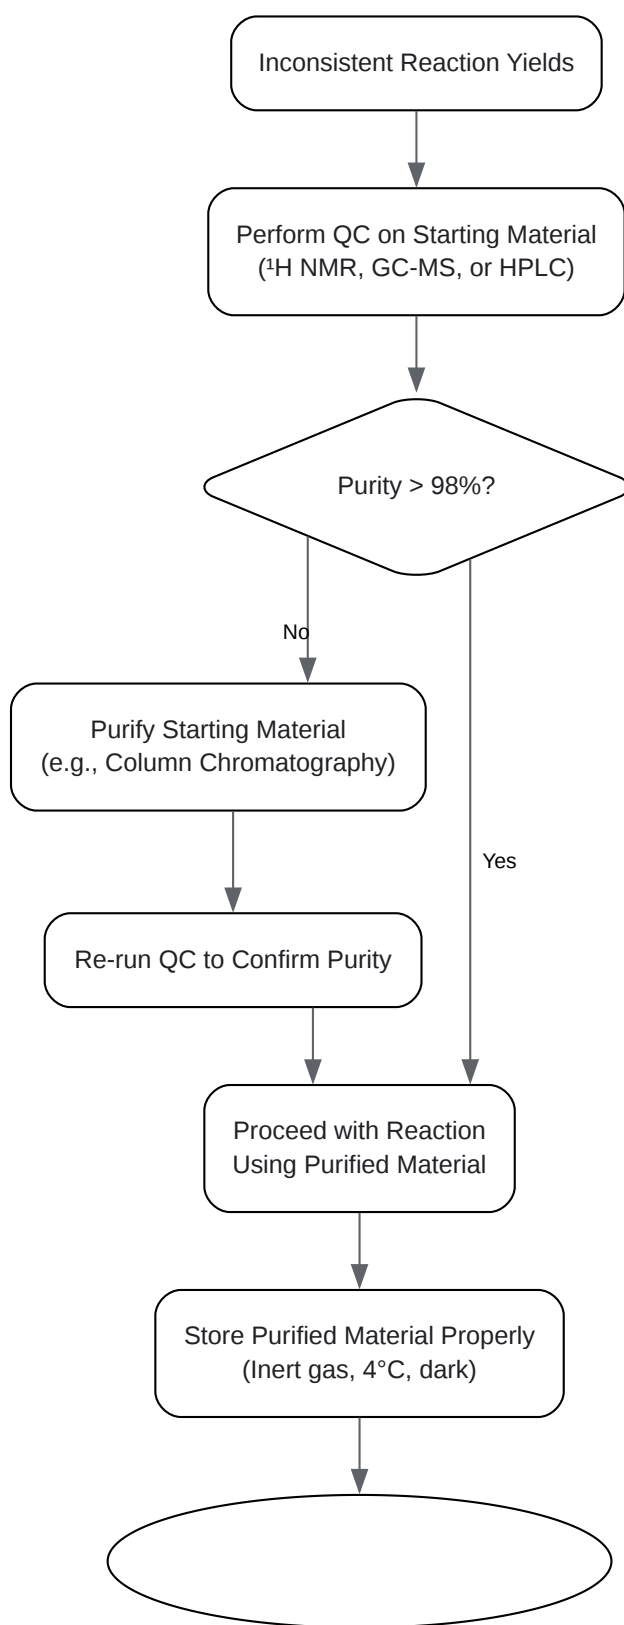 Inconsistent Reaction Yields
Perform QC on Starting Material
(¹H NMR, GC-MS, or HPLC)
Purity > 98%?
No
Purify Starting Material
(e.g., Column Chromatography)
Yes
Re-run QC to Confirm Purity
Proceed with Reaction
Using Purified Material
Store Purified Material Properly
(Inert gas, 4°C, dark)